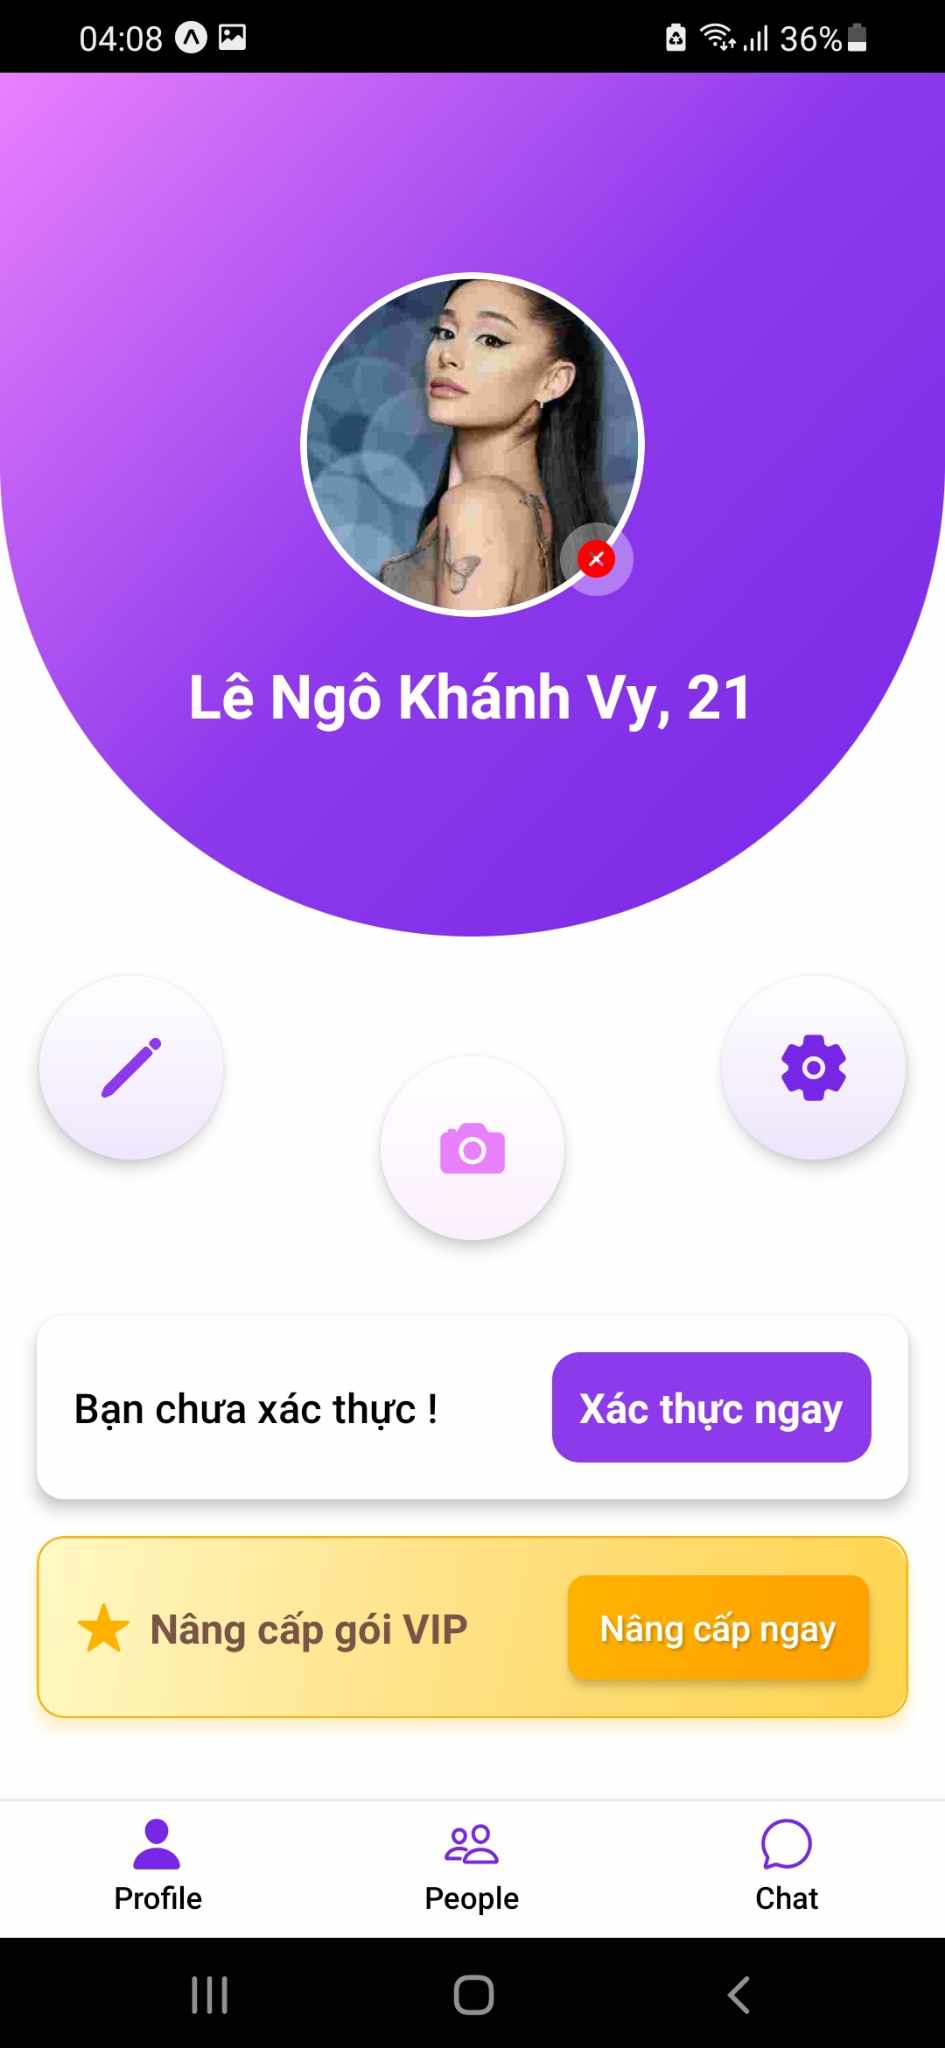 04:08
36%
Lê Ngô Khánh Vy, 21
Bạn chưa xác thực !
Xác thực ngay
Nâng cấp gói VIP
Nâng cấp ngay
Profile
People
Chat